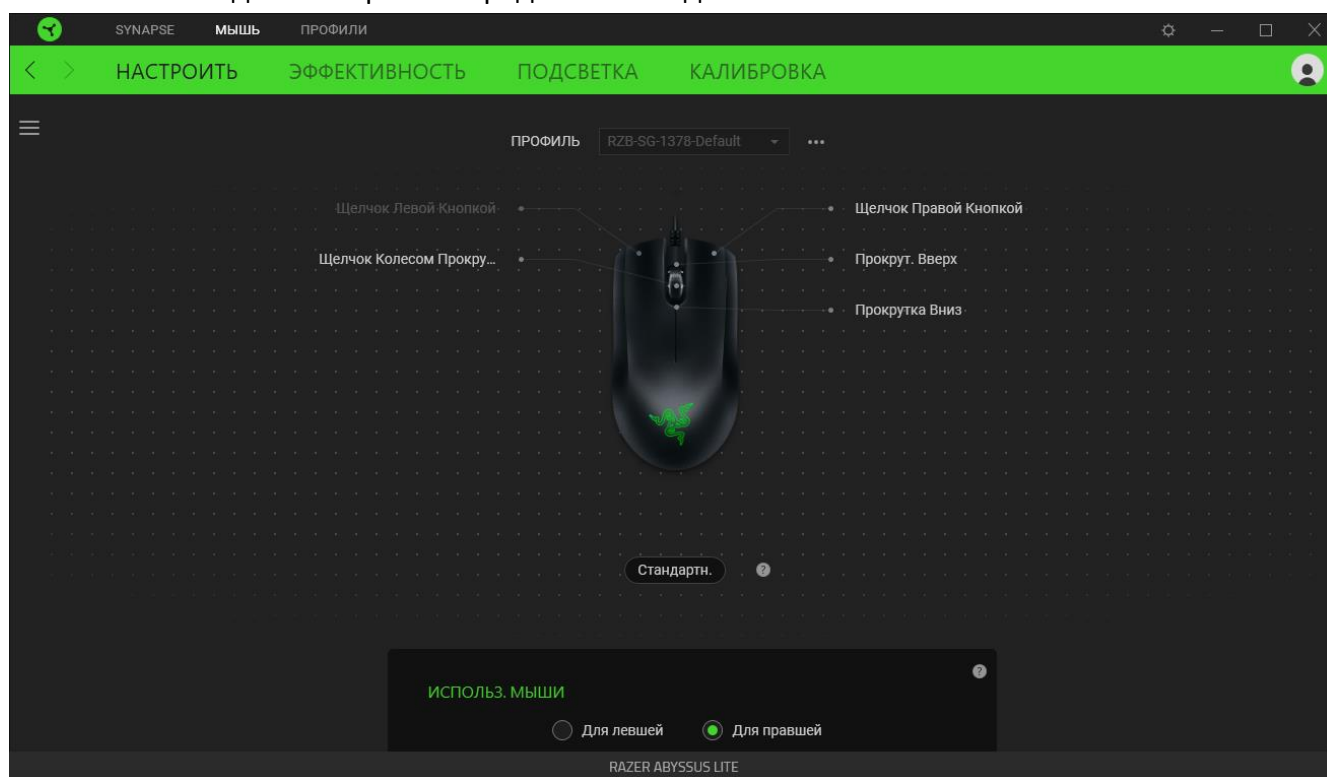 SYNAPSE МЫШЬ ПРОФИЛИ
НАСТРОИТЬ ЭФФЕКТИВНОСТЬ ПОДСВЕТКА КАЛИБРОВКА
ПРОФИЛЬ RZB-SG-1378-Default
Щелчок Левой Кнопкой Щелчок Правой Кнопкой
Щелчок Колесом Прокру... Прокрут. Вверх
Прокрутка Вниз
Стандартн. ?
?
ИСПОЛЬЗ. МЫШИ
Для левшей Для правшей
RAZER ABYSSUS LITE